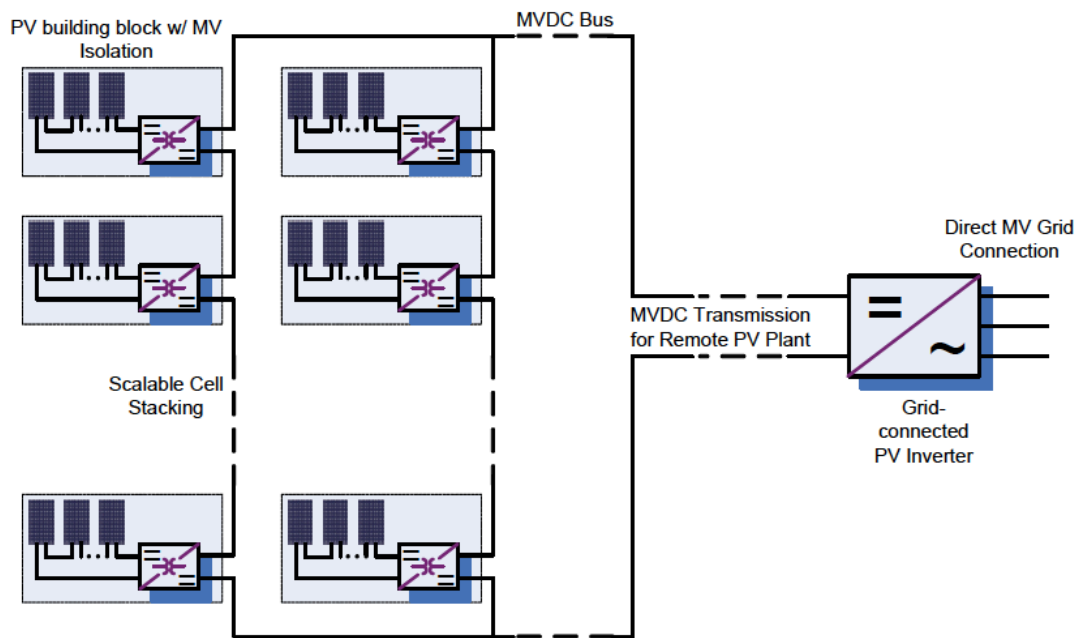 PV building block w/ MV
Isolation
MVDC Bus
Direct MV Grid
Connection
MVDC Transmission
for Remote PV Plant
Scalable Cell
Stacking
Grid-
connected
PV Inverter